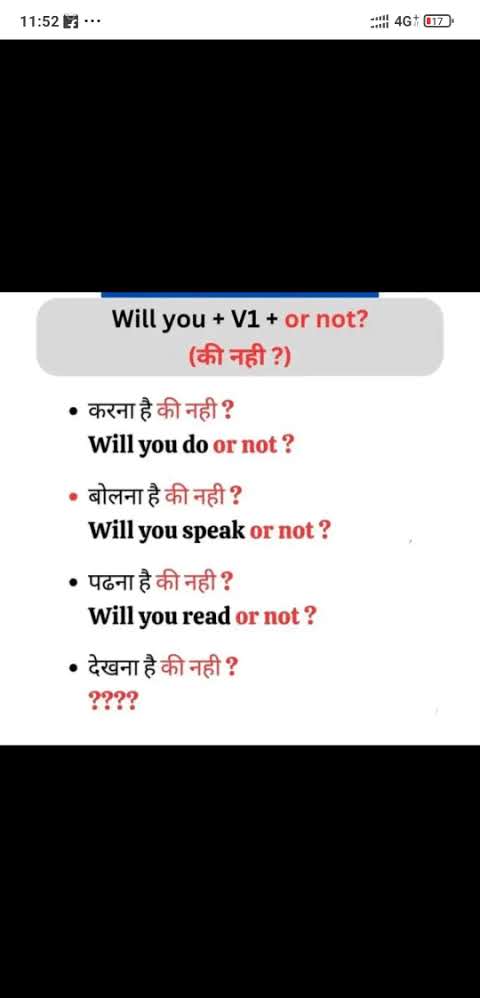 11:52
4G+ 17
Will you + V1 + or not?
(की नही ?)
• करना है की नही ?
Will you do or not ?
• बोलना है की नही ?
Will you speak or not ?
• पढना है की नही ?
Will you read or not ?
• देखना है की नही ?
????